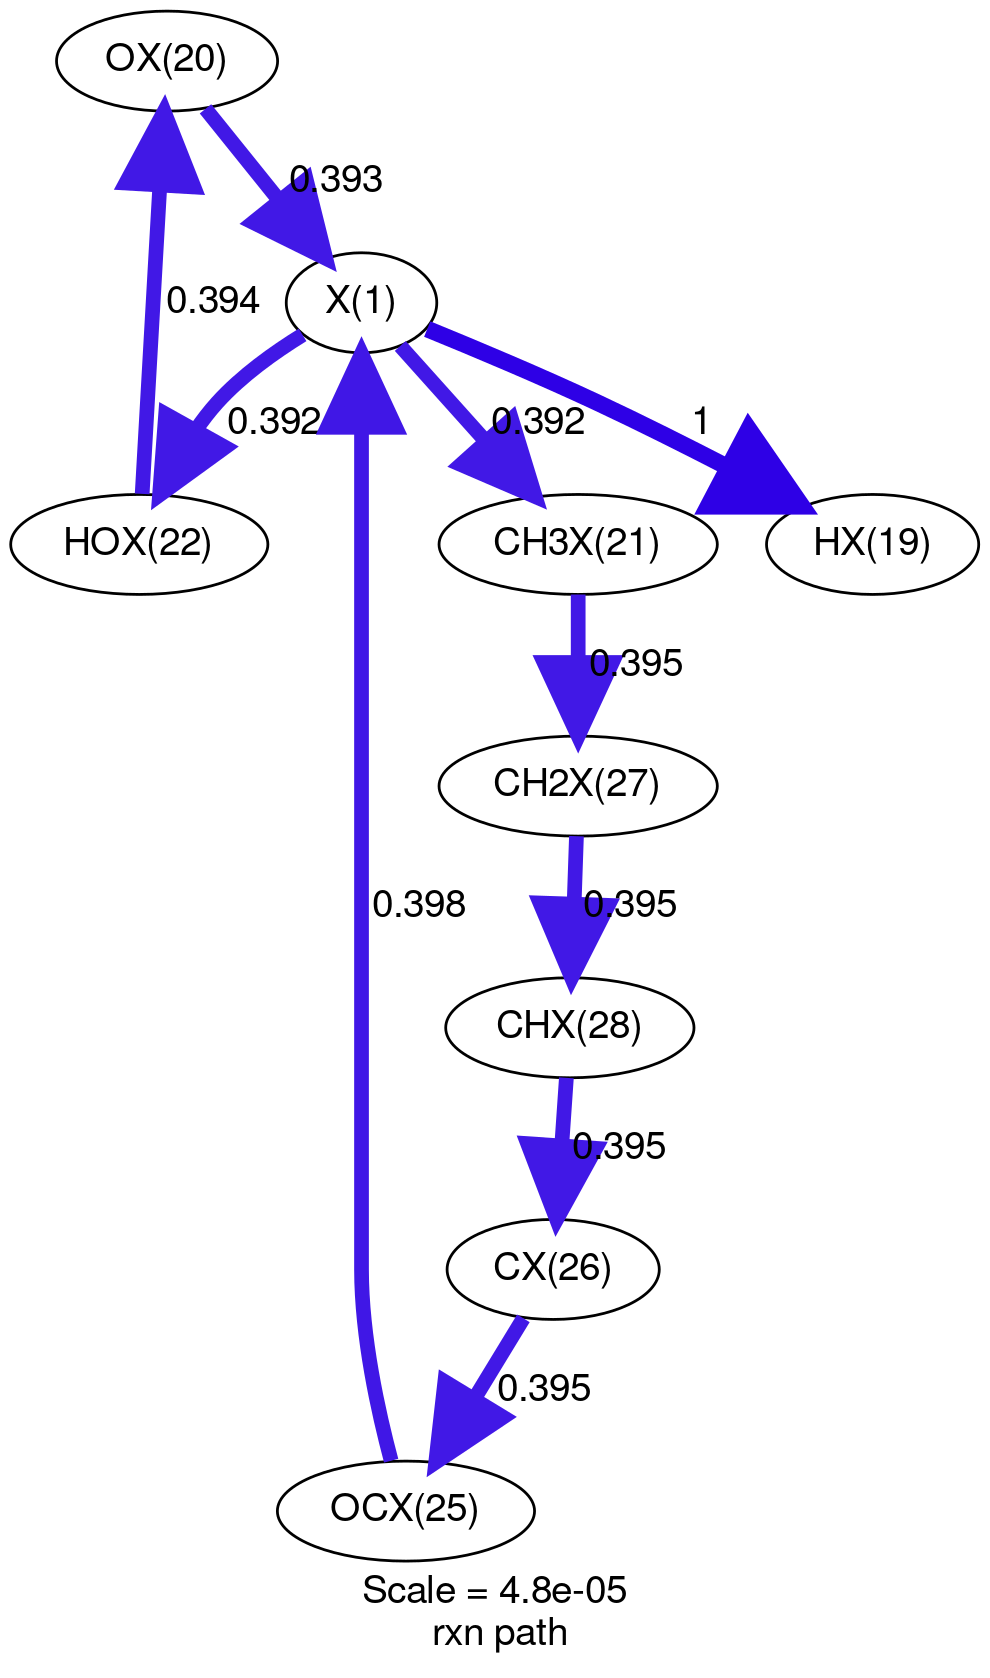 OX(20)
0.393
X(1)
0.394
0.392
0.392
1
HOX(22)
CH3X(21)
HX(19)
0.395
CH2X(27)
0.398
0.395
CHX(28)
0.395
CX(26)
0.395
OCX(25)
Scale = 4.8e-05
rxn path